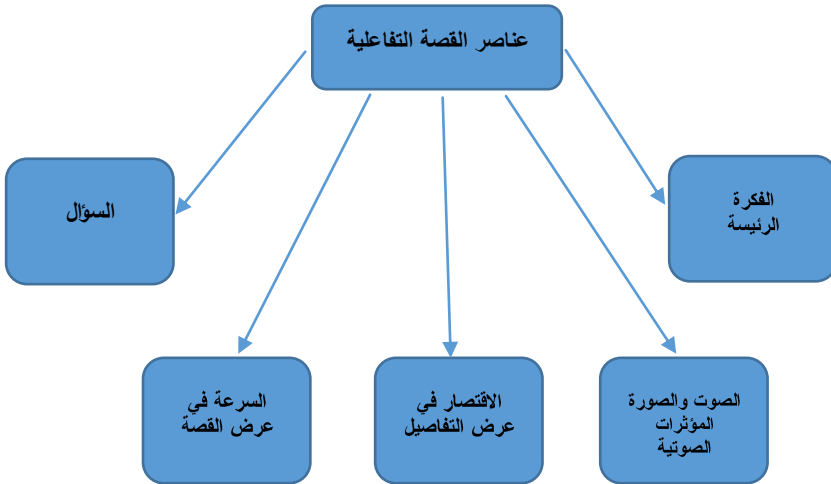 عناصر القصة التفاعلية
الفكرة
الرئيسة
السؤال
الصوت والصورة
المؤثرات
الصوتية
الاقتصار في
عرض التفاصيل
السرعة في
عرض القصة